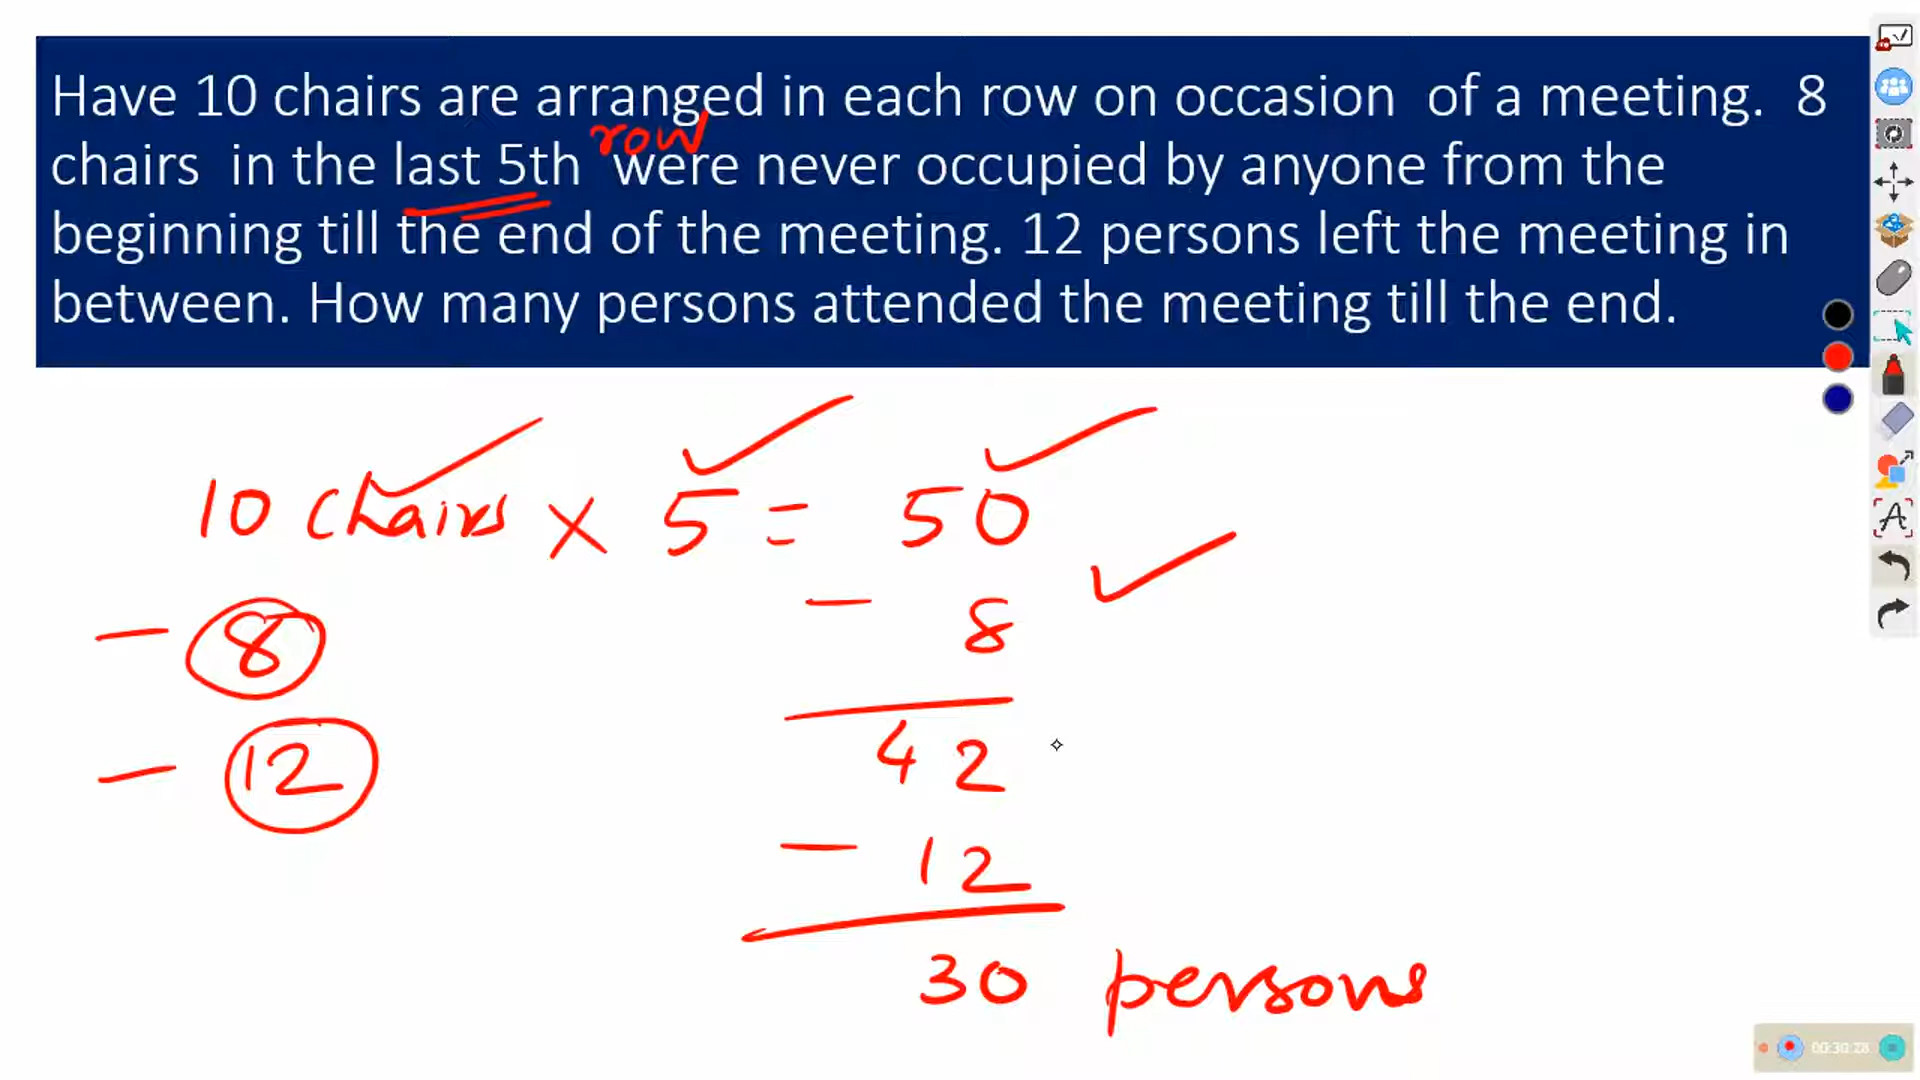 Have 10 chairs are arranged in each row on occasion of a meeting. 8
row
chairs in the last 5th were never occupied by anyone from the
beginning till the end of the meeting. 12 persons left the meeting in
between. How many persons attended the meeting till the end.
10 chairs × 5 = 50
- 8
- 8
42
- 12
- 12
30 persons
00:30:28